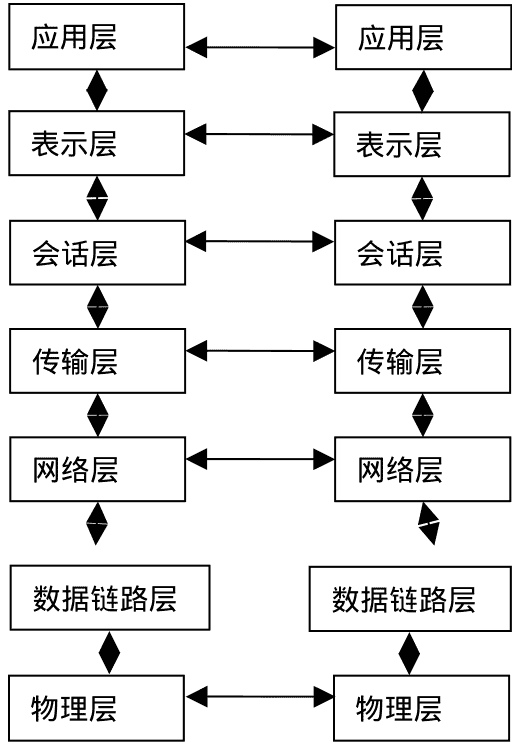 应用层 应用层
表示层 表示层
会话层 会话层
传输层 传输层
网络层 网络层
数据链路层 数据链路层
物理层 物理层